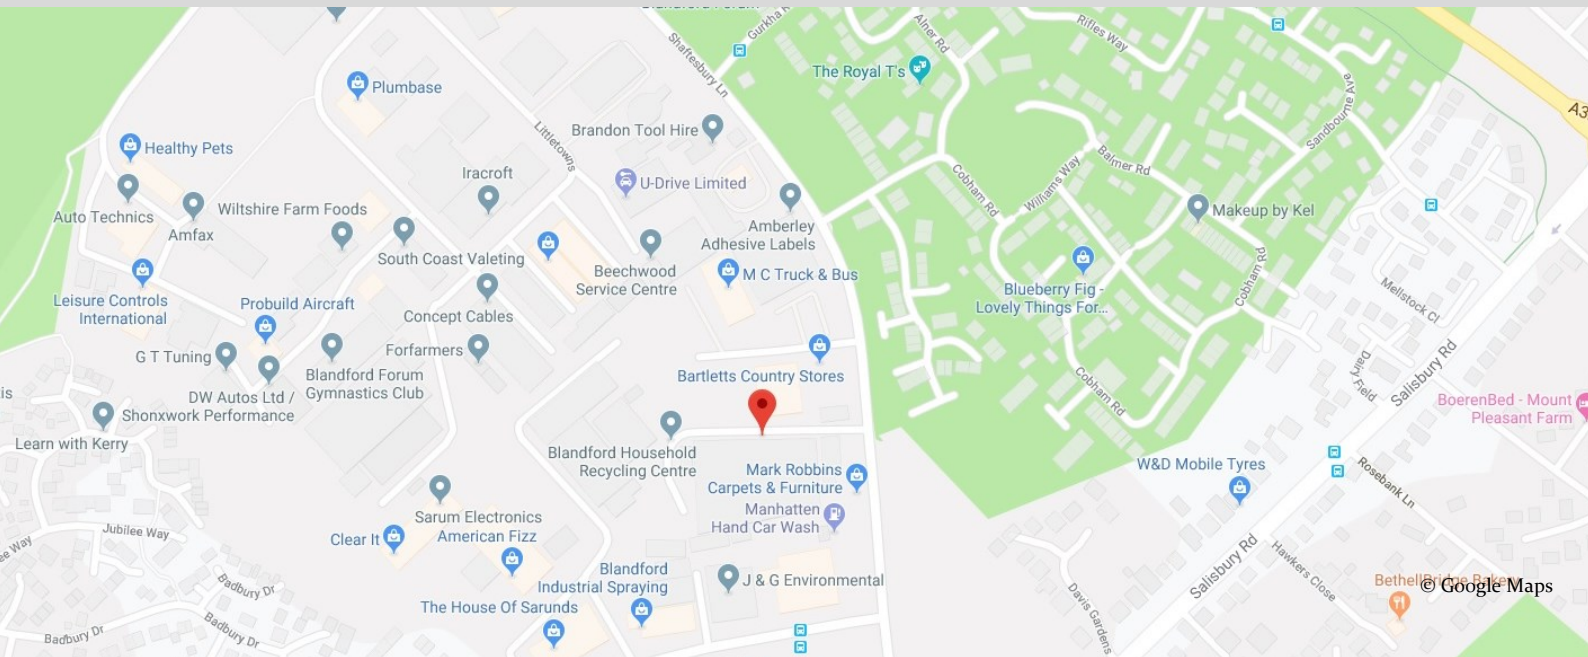 Shaftesbury Ln
Gurkha R
Alner Rd
Rifles Way
The Royal T's
Sandbourne Ave
A3
Plumbase
Littletowns
Brandon Tool Hire
Healthy Pets
Iracroft
U-Drive Limited
Cobham Rd
Williams Way
Balmer Rd
Auto Technics
Amfax
Wiltshire Farm Foods
Amberley
Adhesive Labels
Makeup by Kel
South Coast Valeting
Beechwood
Service Centre
M C Truck & Bus
Blueberry Fig -
Lovely Things For...
Cobham Rd
Mellstock Cl
Leisure Controls
International
Probuild Aircraft
Concept Cables
G T Tuning
Forfarmers
Blandford Forum
Gymnastics Club
Bartletts Country Stores
Dairy Field
Salisbury Rd
DW Autos Ltd /
Shonxwork Performance
Cobham Rd
BoerenBed - Mount
Pleasant Farm
is
Learn with Kerry
Blandford Household
Recycling Centre
Mark Robbins
Carpets & Furniture
W&D Mobile Tyres
Rosebank Ln
Manhatten
Hand Car Wash
Sarum Electronics
American Fizz
Clear It
Jubilee Way
ee Way
Salisbury Rd
Hawkers Close
Blandford
Industrial Spraying
J & G Environmental
Badbury Dr
The House Of Sarunds
Davis Gardens
BethellBridge Bakery
© Google Maps
Badbury Dr
Badbury Dr